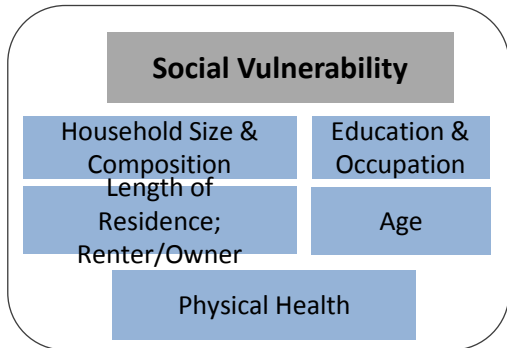 Social Vulnerability
Household Size &
Composition
Education &
Occupation
Length of
Residence;
Renter/Owner
Age
Physical Health